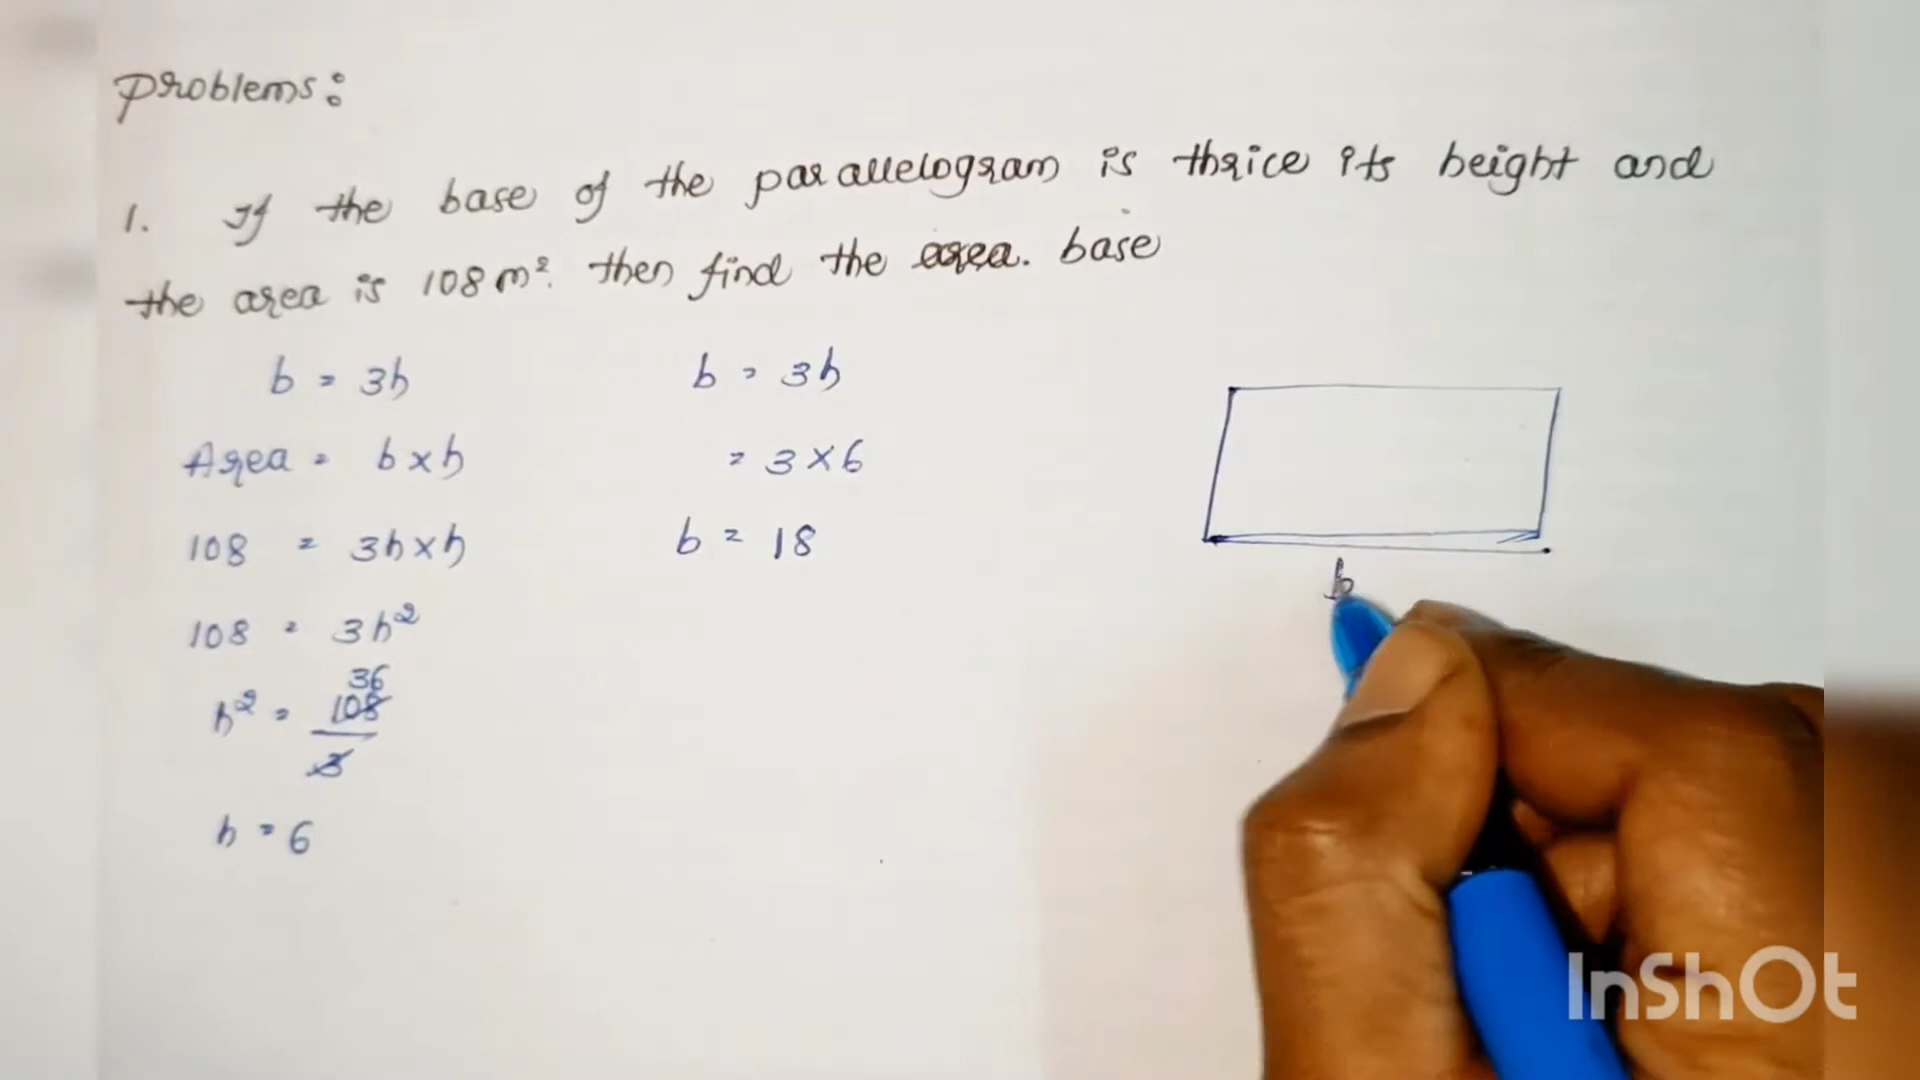 Problems:
1. If the base of the parallelogram is thrice its height and
the area is 108 m². then find the area. base
b = 3h
Area = b x h
108 = 3h x h
108 = 3h²
36
h² = 108
3
h = 6
b = 3h
= 3 x 6
b = 18
b
InShOt